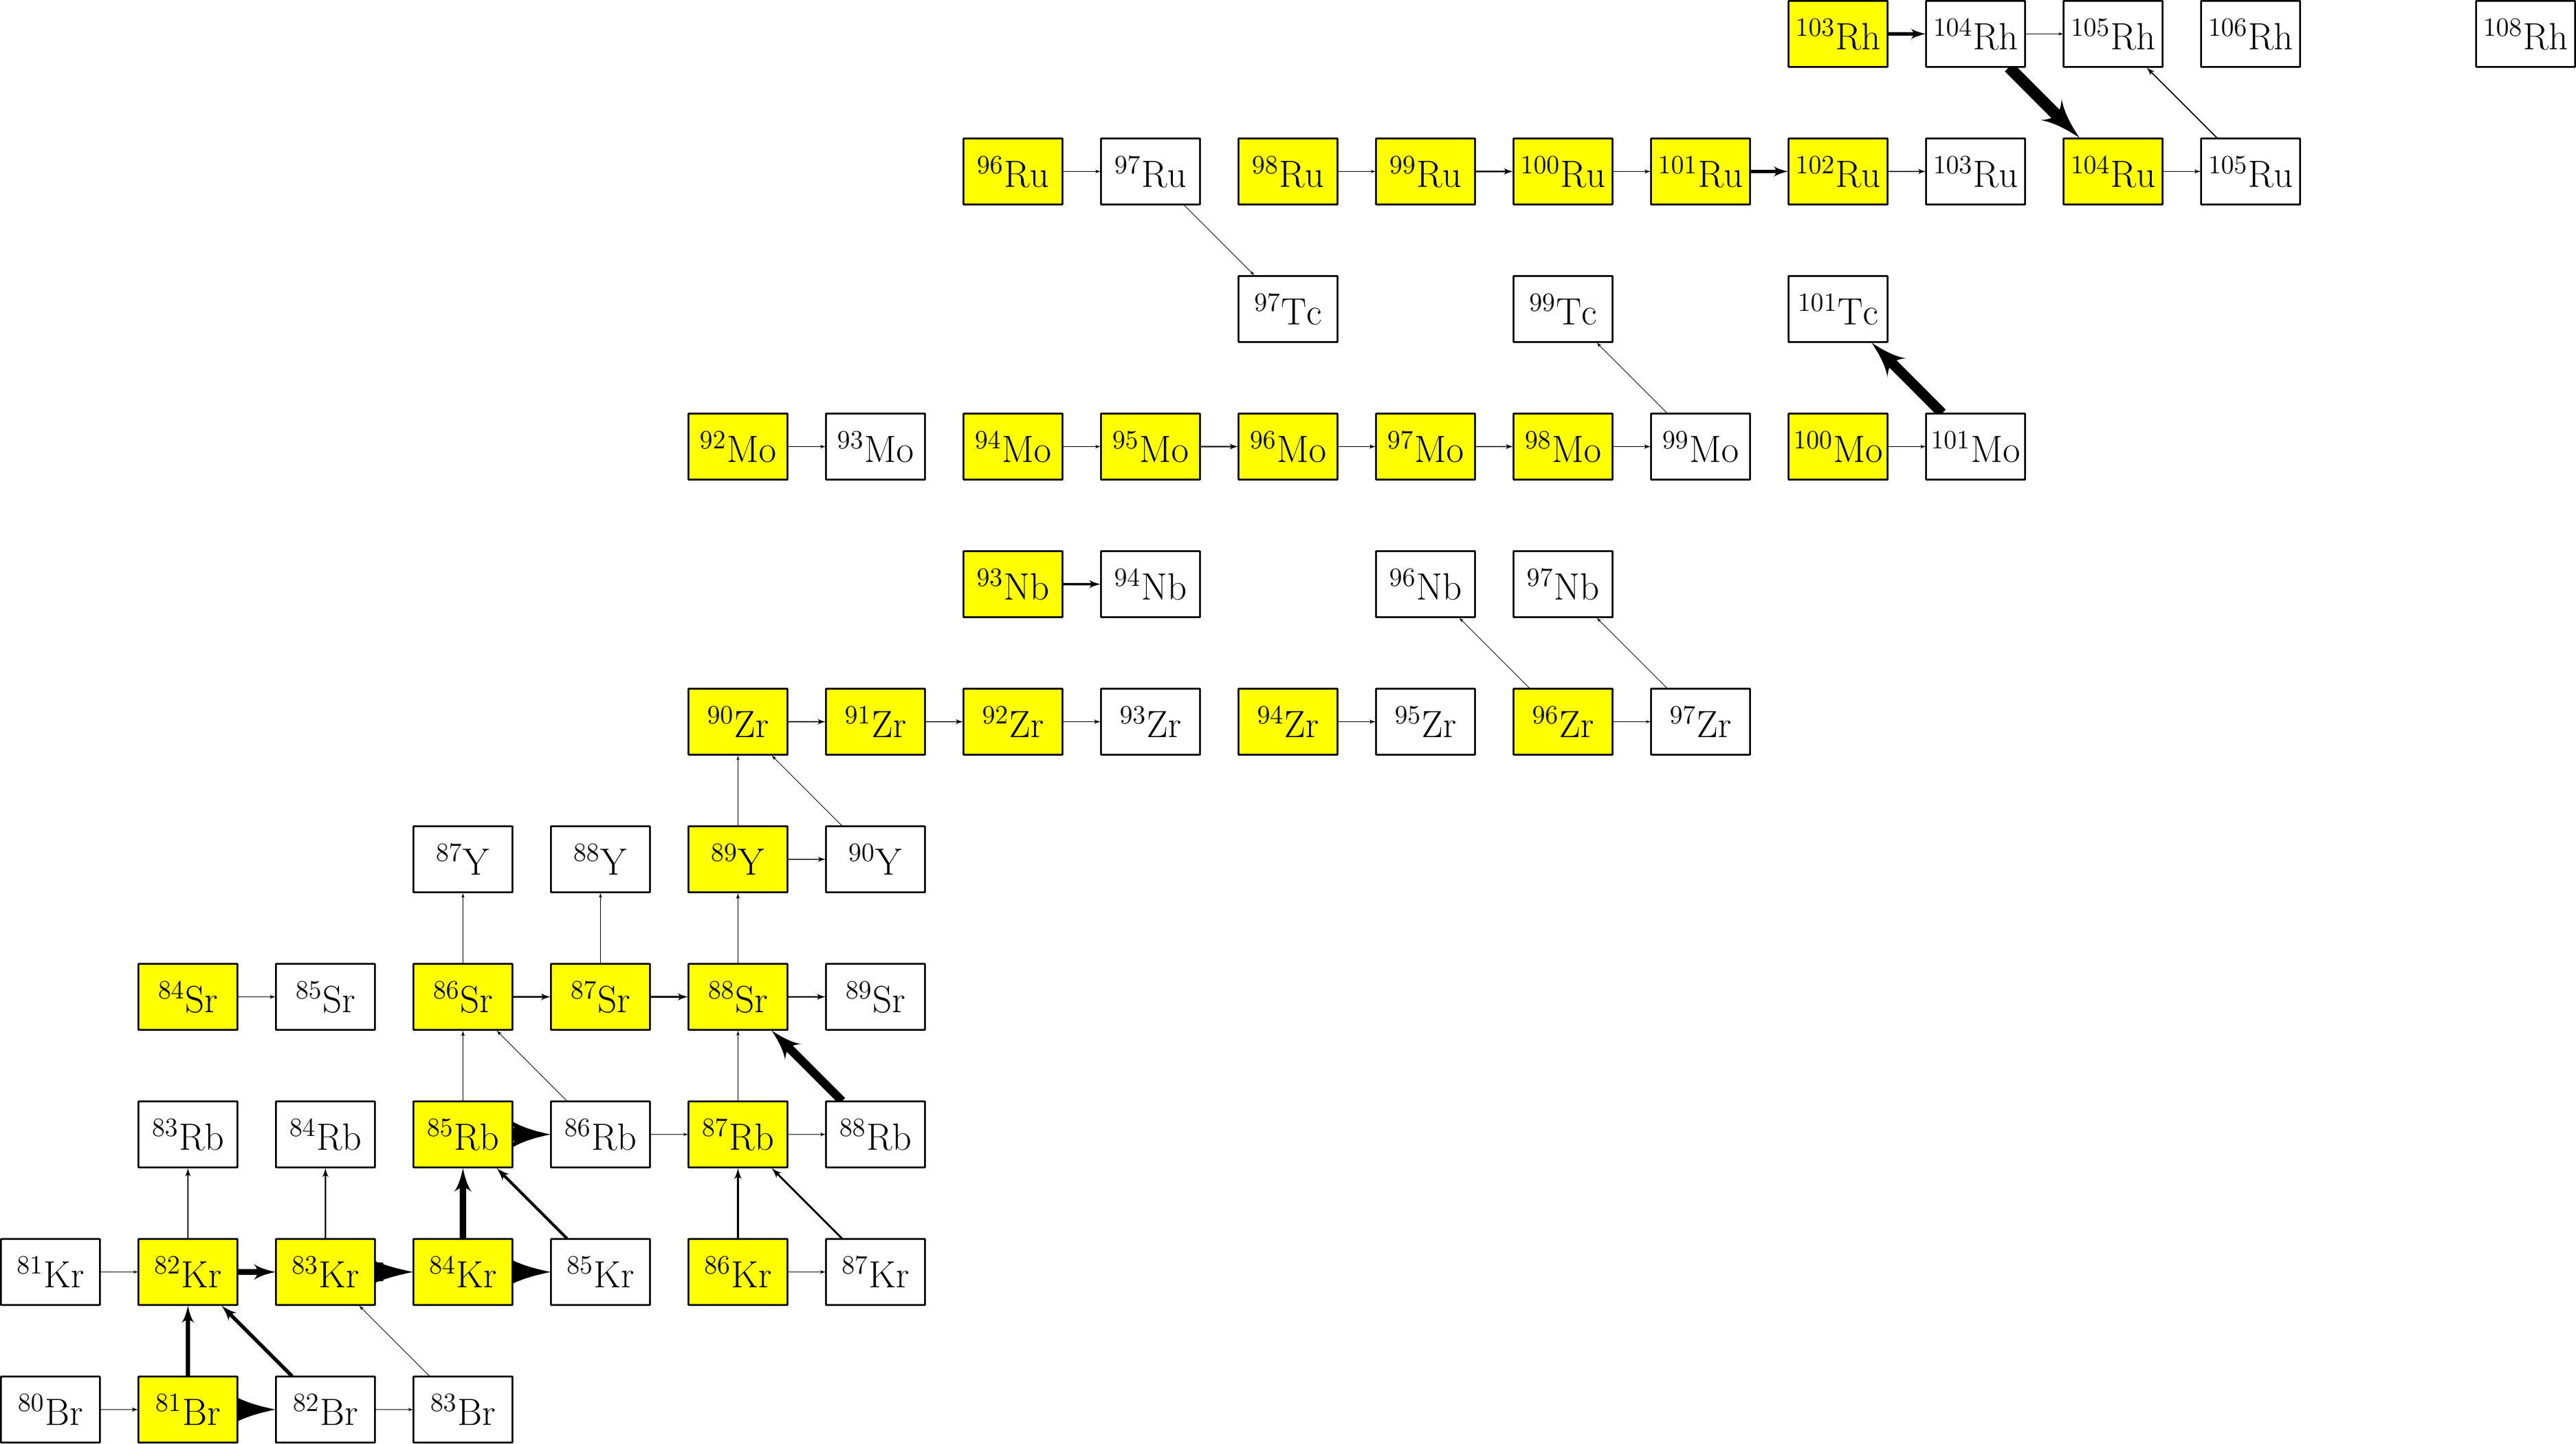 ¹⁰³Rh ¹⁰⁴Rh ¹⁰⁵Rh ¹⁰⁶Rh ¹⁰⁸Rh
⁹⁶Ru ⁹⁷Ru ⁹⁸Ru ⁹⁹Ru ¹⁰⁰Ru ¹⁰¹Ru ¹⁰²Ru ¹⁰³Ru ¹⁰⁴Ru ¹⁰⁵Ru
⁹⁷Tc ⁹⁹Tc ¹⁰¹Tc
⁹²Mo ⁹³Mo ⁹⁴Mo ⁹⁵Mo ⁹⁶Mo ⁹⁷Mo ⁹⁸Mo ⁹⁹Mo ¹⁰⁰Mo ¹⁰¹Mo
⁹³Nb ⁹⁴Nb ⁹⁶Nb ⁹⁷Nb
⁹⁰Zr ⁹¹Zr ⁹²Zr ⁹³Zr ⁹⁴Zr ⁹⁵Zr ⁹⁶Zr ⁹⁷Zr
⁸⁷Y ⁸⁸Y ⁸⁹Y ⁹⁰Y
⁸⁴Sr ⁸⁵Sr ⁸⁶Sr ⁸⁷Sr ⁸⁸Sr ⁸⁹Sr
⁸³Rb ⁸⁴Rb ⁸⁵Rb ⁸⁶Rb ⁸⁷Rb ⁸⁸Rb
⁸¹Kr ⁸²Kr ⁸³Kr ⁸⁴Kr ⁸⁵Kr ⁸⁶Kr ⁸⁷Kr
⁸⁰Br ⁸¹Br ⁸²Br ⁸³Br